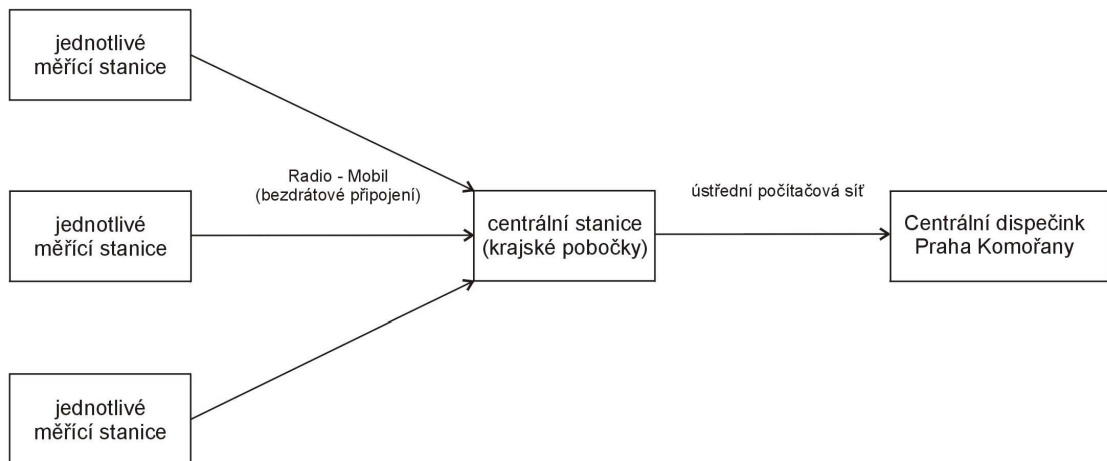 jednotlivé
měřící stanice
Radio - Mobil
(bezdrátové připojení)
jednotlivé
měřící stanice
centrální stanice
(krajské pobočky)
ústřední počítačová síť
Centrální dispečink
Praha Komořany
jednotlivé
měřící stanice